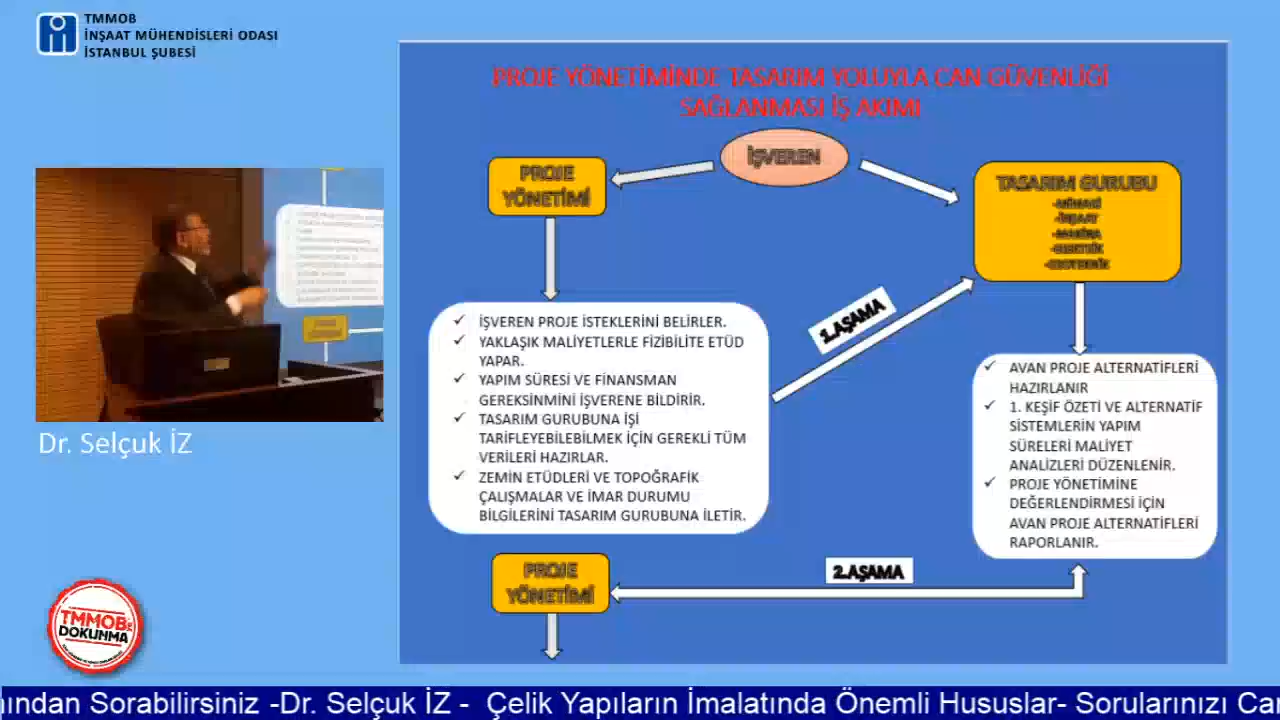 TMMOB
İNŞAAT MÜHENDİSLERİ ODASI
İSTANBUL ŞUBESİ
PROJE YÖNETİMİNDE TASARIM YOLUYLA CAN GÜVENLİĞİ
SAĞLANMASI İŞ AKIMI
İŞVEREN
PROJE
YÖNETİMİ
TASARIM GURUBU
-MİMARİ
-İNŞAAT
-MAKİNA
-ELEKTRİK
-GEOTEKNİK
1.AŞAMA
✓ İŞVEREN PROJE İSTEKLERİNİ BELİRLER.
✓ YAKLAŞIK MALİYETLERLE FİZİBİLİTE ETÜD
YAPAR.
✓ YAPIM SÜRESİ VE FİNANSMAN
GEREKSİNMİNİ İŞVERENE BİLDİRİR.
✓ TASARIM GURUBUNA İŞİ
TARİFLEYEBİLEBİLMEK İÇİN GEREKLİ TÜM
VERİLERİ HAZIRLAR.
✓ ZEMİN ETÜDLERİ VE TOPOĞRAFİK
ÇALIŞMALAR VE İMAR DURUMU
BİLGİLERİNİ TASARIM GURUBUNA İLETİR.
✓ AVAN PROJE ALTERNATİFLERİ
HAZIRLANIR
✓ 1. KEŞİF ÖZETİ VE ALTERNATİF
SİSTEMLERİN YAPIM
SÜRELERİ MALİYET
ANALİZLERİ DÜZENLENİR.
✓ PROJE YÖNETİMİNE
DEĞERLENDİRMESİ İÇİN
AVAN PROJE ALTERNATİFLERİ
RAPORLANIR.
PROJE
YÖNETİMİ
2.AŞAMA
Dr. Selçuk İZ
TMMOB
DOKUNMA
ından Sorabilirsiniz -Dr. Selçuk İZ - Çelik Yapıların İmalatında Önemli Hususlar- Sorularınızı Can